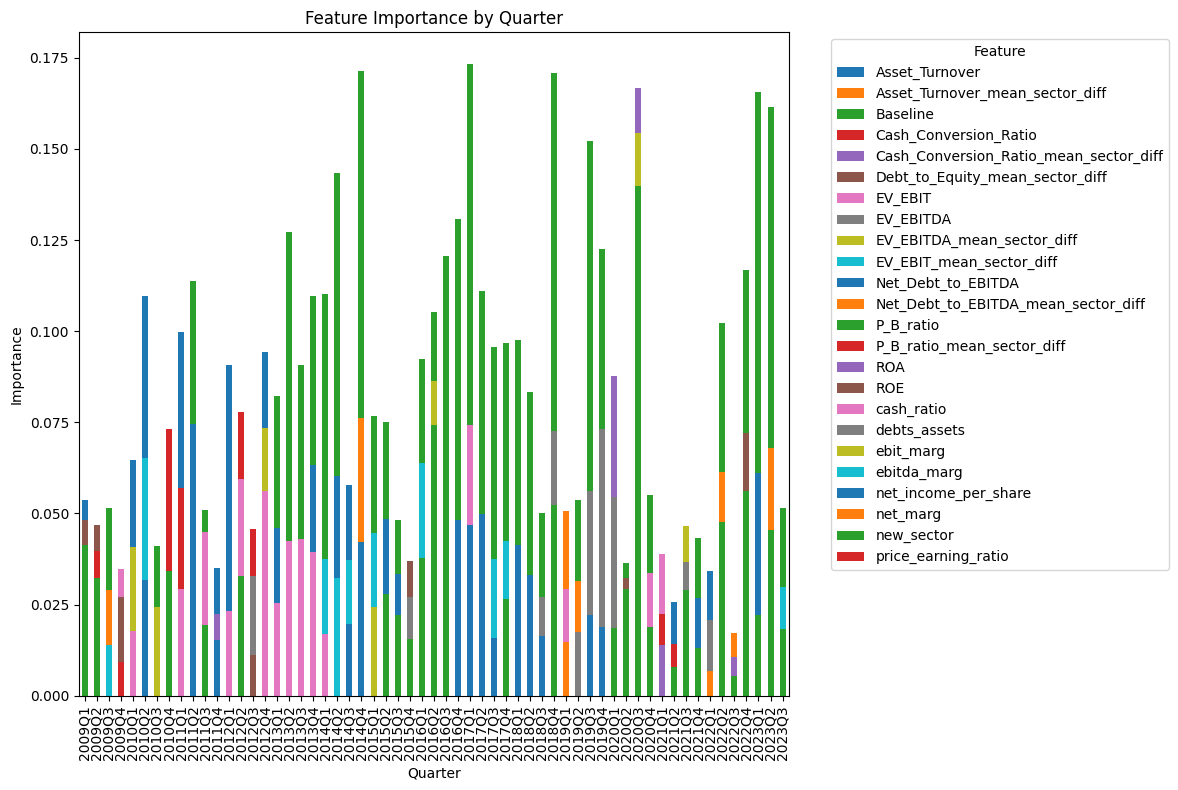 Feature Importance by Quarter
Importance
0.175
0.150
0.125
0.100
0.075
0.050
0.025
0.000
2009Q1
2009Q2
2009Q3
2009Q4
2010Q1
2010Q2
2010Q3
2010Q4
2011Q1
2011Q2
2011Q3
2011Q4
2012Q1
2012Q2
2012Q3
2012Q4
2013Q1
2013Q2
2013Q3
2013Q4
2014Q1
2014Q2
2014Q3
2014Q4
2015Q1
2015Q2
2015Q3
2015Q4
2016Q1
2016Q2
2016Q3
2016Q4
2017Q1
2017Q2
2017Q3
2017Q4
2018Q1
2018Q2
2018Q3
2018Q4
2019Q1
2019Q2
2019Q3
2019Q4
2020Q1
2020Q2
2020Q3
2020Q4
2021Q1
2021Q2
2021Q3
2021Q4
2022Q1
2022Q2
2022Q3
2022Q4
2023Q1
2023Q2
2023Q3
Quarter
Feature
Asset_Turnover
Asset_Turnover_mean_sector_diff
Baseline
Cash_Conversion_Ratio
Cash_Conversion_Ratio_mean_sector_diff
Debt_to_Equity_mean_sector_diff
EV_EBIT
EV_EBITDA
EV_EBITDA_mean_sector_diff
EV_EBIT_mean_sector_diff
Net_Debt_to_EBITDA
Net_Debt_to_EBITDA_mean_sector_diff
P_B_ratio
P_B_ratio_mean_sector_diff
ROA
ROE
cash_ratio
debts_assets
ebit_marg
ebitda_marg
net_income_per_share
net_marg
new_sector
price_earning_ratio